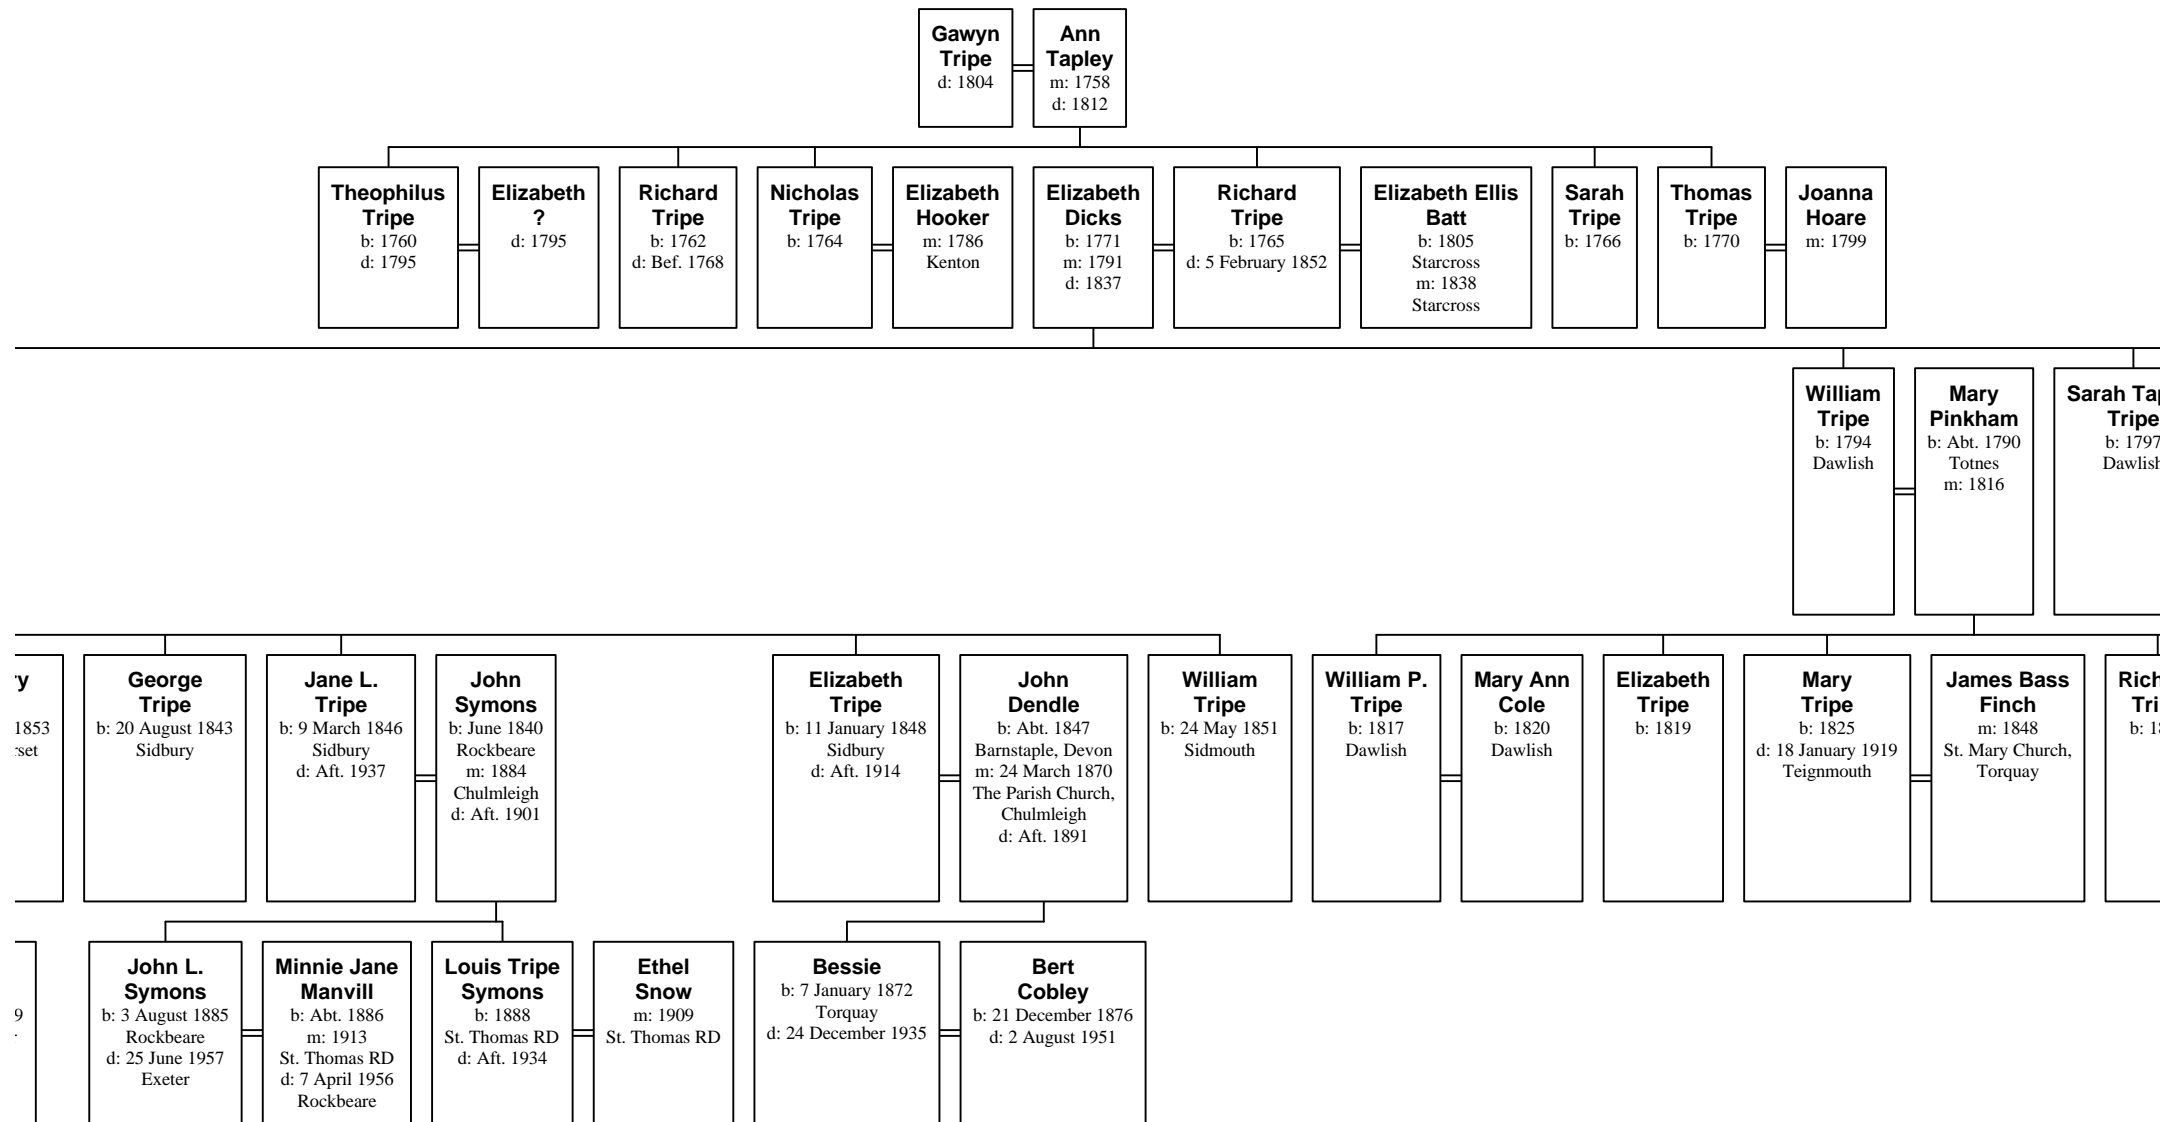 Gawyn
Tripe
d: 1804
Ann
Tapley
m: 1758
d: 1812
Theophilus
Tripe
b: 1760
d: 1795
Elizabeth
?
d: 1795
Richard
Tripe
b: 1762
d: Bef. 1768
Nicholas
Tripe
b: 1764
Elizabeth
Hooker
m: 1786
Kenton
Elizabeth
Dicks
b: 1771
m: 1791
d: 1837
Richard
Tripe
b: 1765
d: 5 February 1852
Elizabeth Ellis
Batt
b: 1805
Starcross
m: 1838
Starcross
Sarah
Tripe
b: 1766
Thomas
Tripe
b: 1770
Joanna
Hoare
m: 1799
William
Tripe
b: 1794
Dawlish
Mary
Pinkham
b: Abt. 1790
Totnes
m: 1816
Sarah
Tripe
b: 1797
1853
George
Tripe
b: 20 August 1843
Sidbury
Jane L.
Tripe
b: 9 March 1846
Sidbury
d: Aft. 1937
John
Symons
b: June 1840
Rockbeare
m: 1884
Chulmleigh
d: Aft. 1901
Elizabeth
Tripe
b: 11 January 1848
Sidbury
d: Aft. 1914
John
Dendle
b: Abt. 1847
Barnstaple, Devon
m: 24 March 1870
The Parish Church,
Chulmleigh
d: Aft. 1891
William
Tripe
b: 24 May 1851
Sidmouth
William P.
Tripe
b: 1817
Dawlish
Mary Ann
Cole
b: 1820
Dawlish
Elizabeth
Tripe
b: 1819
Mary
Tripe
b: 1825
d: 18 January 1919
Teignmouth
James Bass
Finch
m: 1848
St. Mary Church,
Torquay
b:
John L.
Symons
b: 3 August 1885
Rockbeare
d: 25 June 1957
Exeter
Minnie Jane
Manvill
b: Abt. 1886
m: 1913
St. Thomas RD
d: 7 April 1956
Rockbeare
Louis Tripe
Symons
b: 1888
St. Thomas RD
d: Aft. 1934
Ethel
Snow
m: 1909
St. Thomas RD
Bessie
b: 7 January 1872
Torquay
d: 24 December 1935
Bert
Cobley
b: 21 December 1876
d: 2 August 1951